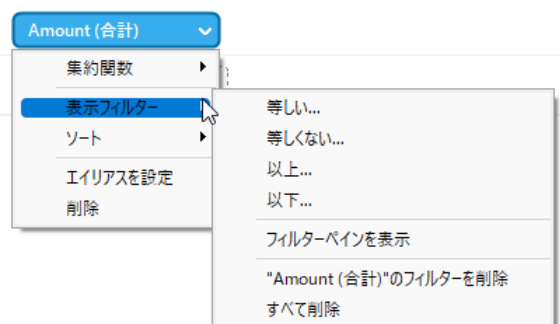 Amount (合計)
集約関数
表示フィルター
ソート
エイリアスを設定
削除
等しい...
等しくない...
以上...
以下...
フィルターペインを表示
"Amount (合計)"のフィルターを削除
すべて削除